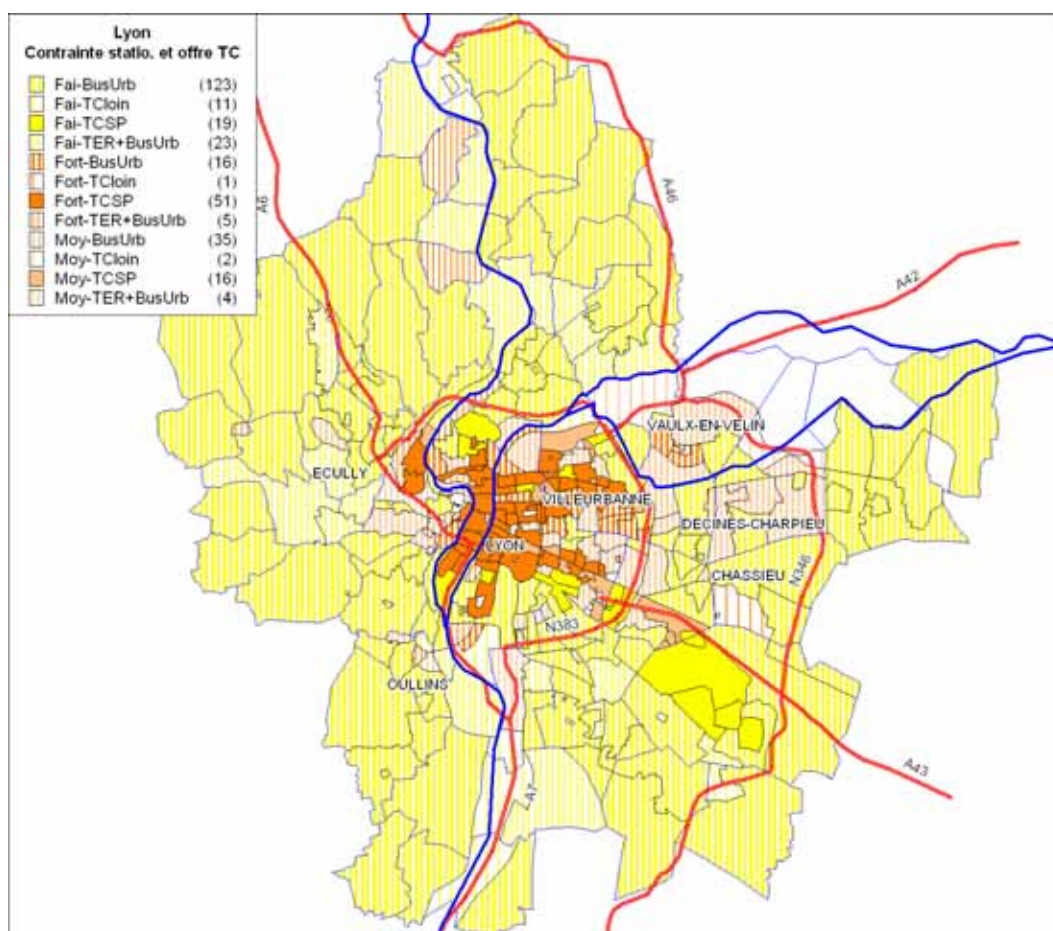 Lyon
Contrainte statio. et offre TC
Fai-BusUrb (123)
Fai-TCloin (11)
Fai-TCSP (19)
Fai-TER+BusUrb (23)
Fort-BusUrb (16)
Fort-TCloin (1)
Fort-TCSP (51)
Fort-TER+BusUrb (5)
Moy-BusUrb (35)
Moy-TCloin (2)
Moy-TCSP (16)
Moy-TER+BusUrb (4)
A6
A46
A42
VAULX-EN-VELIN
ECULLY
VILLEURBANNE
DECINES-CHARPIEU
LYON
CHASSIEU
N346
N383
OULLINS
A7
A43